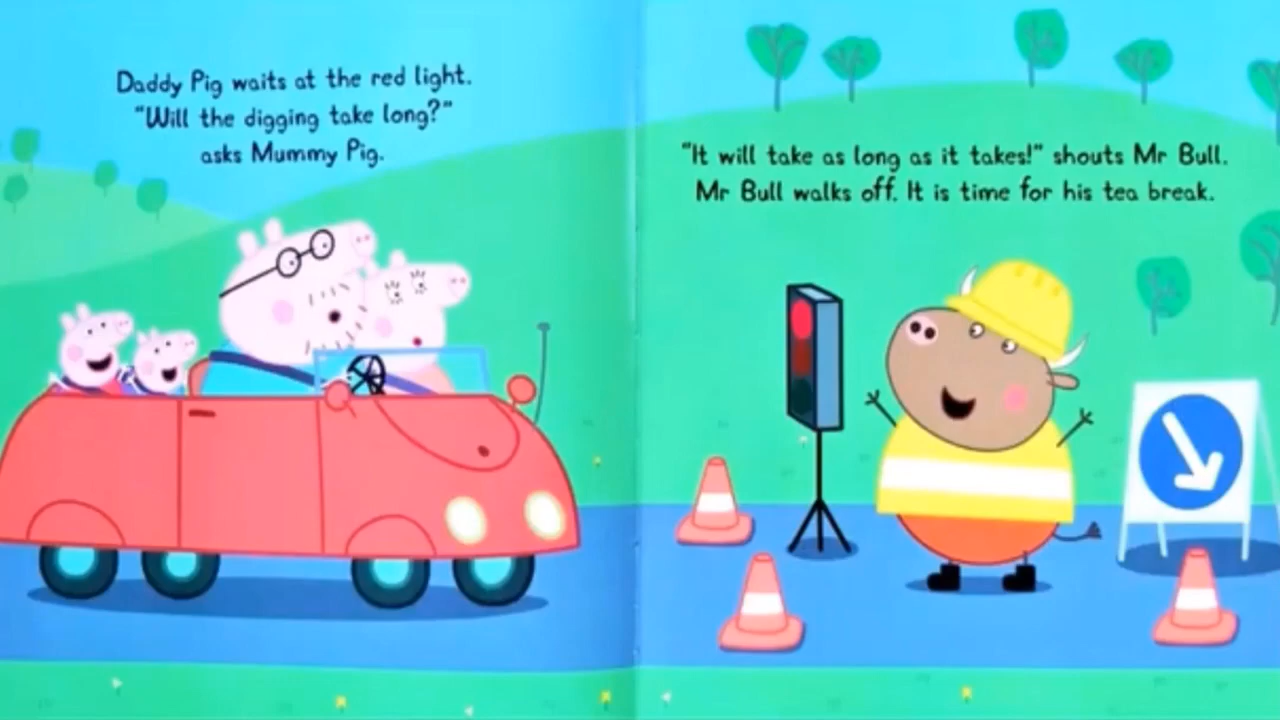 Daddy Pig waits at the red light.
"Will the digging take long?"
asks Mummy Pig.
"It will take as long as it takes!" shouts Mr Bull.
Mr Bull walks off. It is time for his tea break.